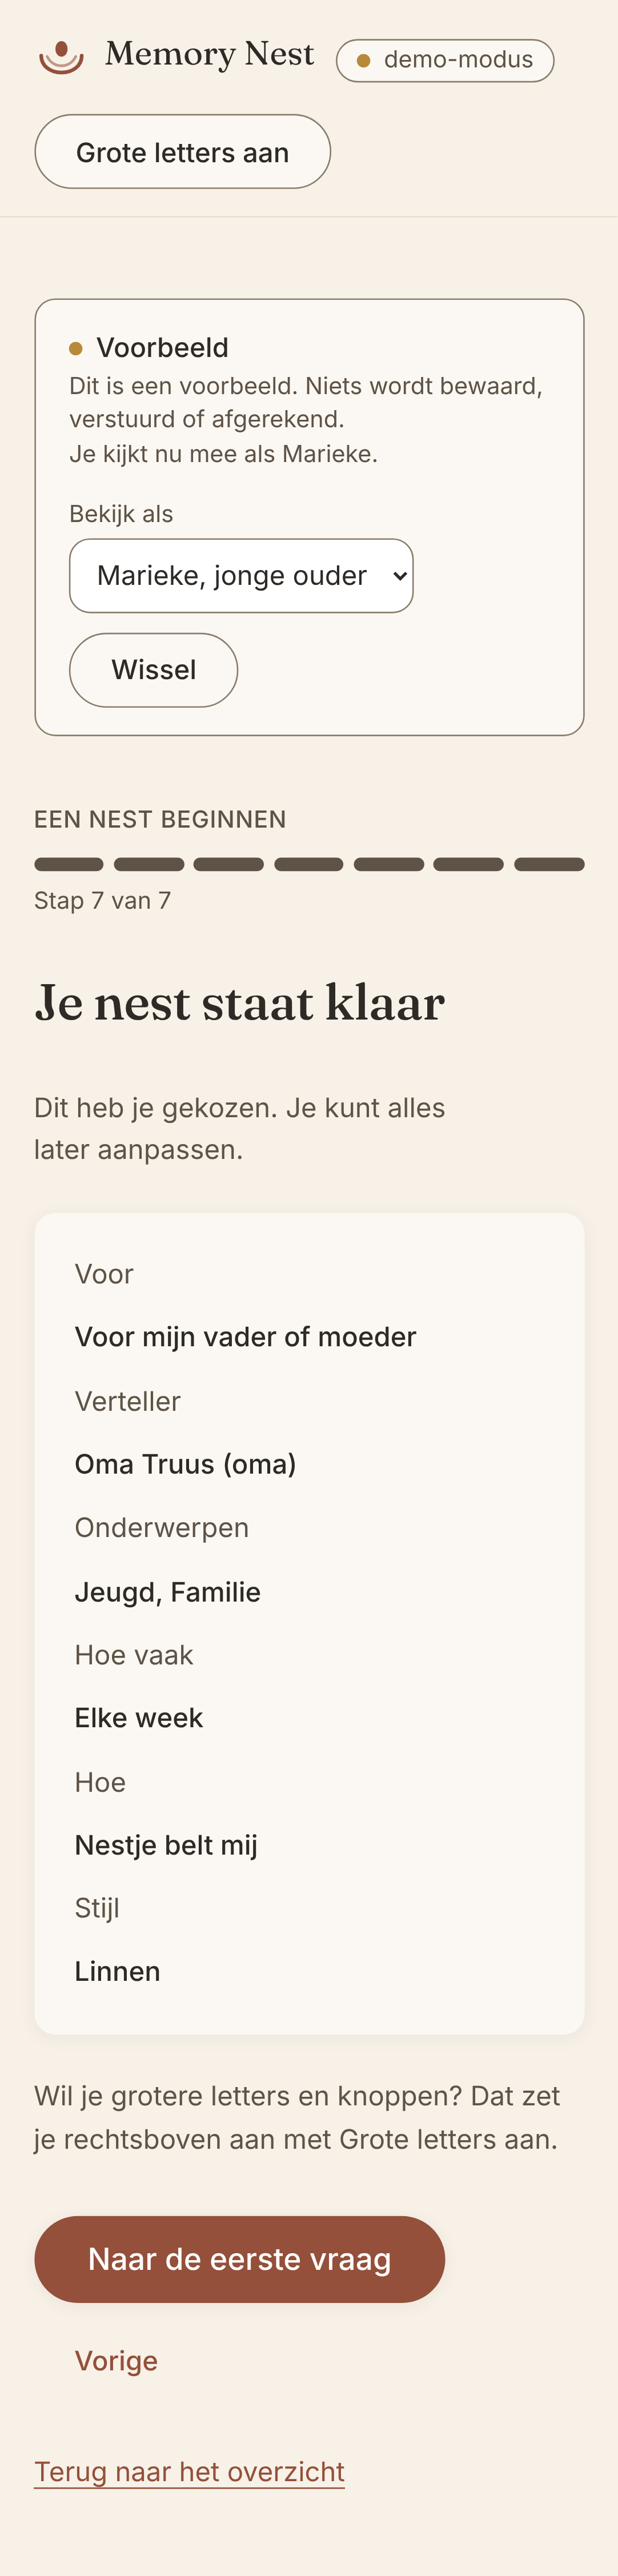 Memory Nest
demo-modus
Grote letters aan
Voorbeeld
Dit is een voorbeeld. Niets wordt bewaard,
verstuurd of afgerekend.
Je kijkt nu mee als Marieke.
Bekijk als
Marieke, jonge ouder
Wissel
EEN NEST BEGINNEN
Stap 7 van 7
Je nest staat klaar
Dit heb je gekozen. Je kunt alles
later aanpassen.
Voor
Voor mijn vader of moeder
Verteller
Oma Truus (oma)
Onderwerpen
Jeugd, Familie
Hoe vaak
Elke week
Hoe
Nestje belt mij
Stijl
Linnen
Wil je grotere letters en knoppen? Dat zet
je rechtsboven aan met Grote letters aan.
Naar de eerste vraag
Vorige
Terug naar het overzicht